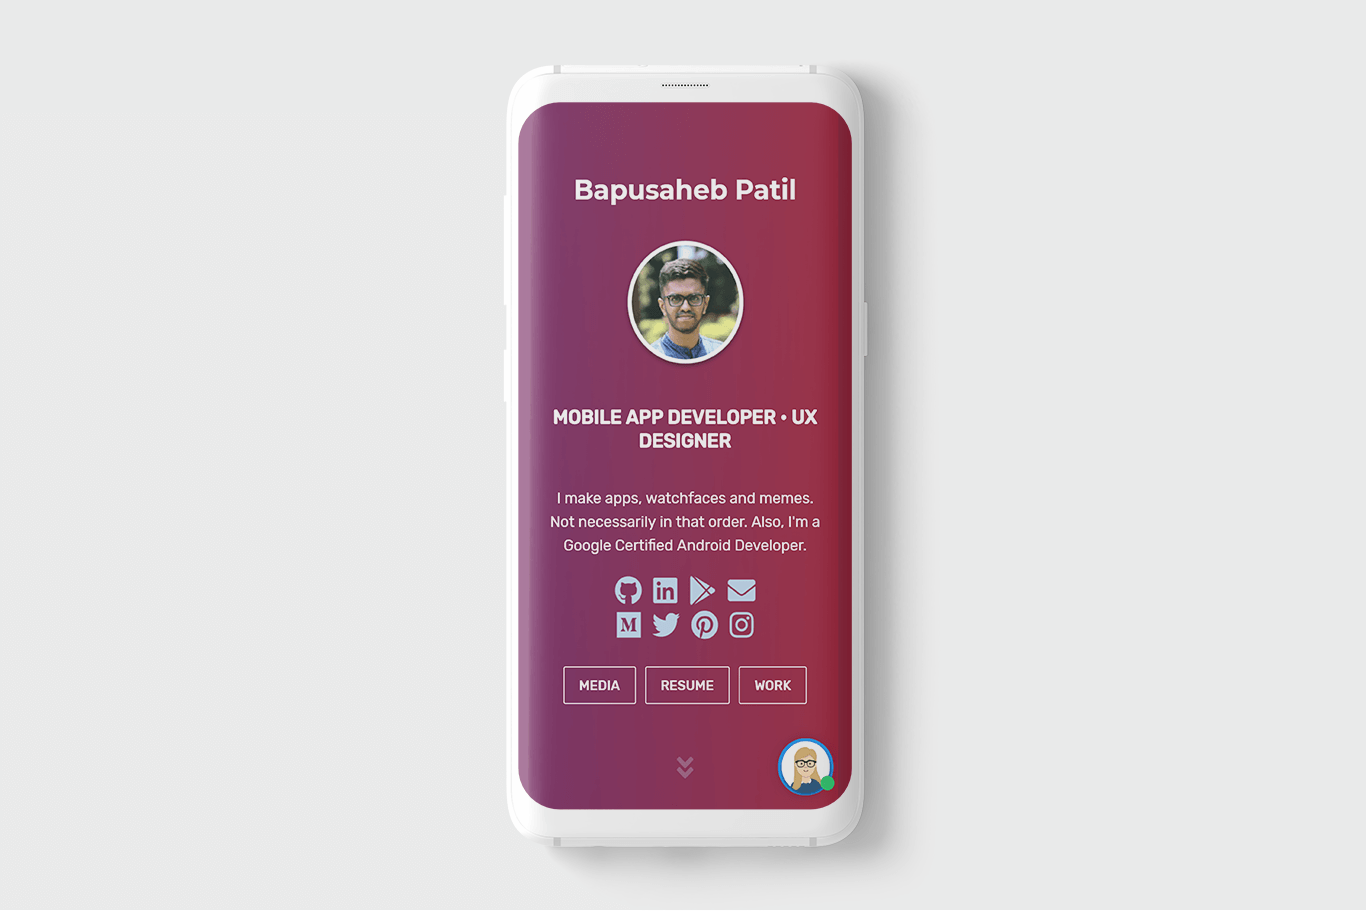 Bapusaheb Patil
MOBILE APP DEVELOPER • UX
DESIGNER
I make apps, watchfaces and memes.
Not necessarily in that order. Also, I'm a
Google Certified Android Developer.
in
M
MEDIA RESUME WORK